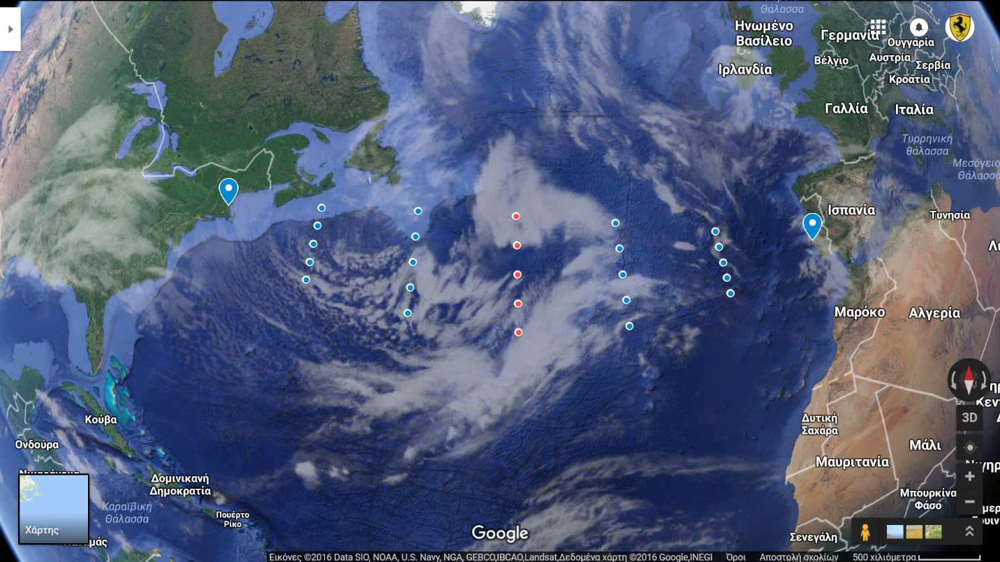 Θάλασσα
Ηνωμένο
Βασίλειο
Γερμανία
Ουγγαρία
Ιρλανδία
Βέλγιο
Αυστρία
Σερβία
Κροατία
Γαλλία
Ιταλία
Τυρρηνική
θάλασσα
Μεσόγειο
Θάλασσα
Ισπανία
Τυνησία
Μαρόκο
Αλγερία
Κούβα
Δυτική
Σαχάρα
3D
Ονδούρα
Μάλι
Μαυριτανία
Νικαράγουα
Δομινικανή
Δημοκρατία
Μπουρκίνα
Φάσο
Καραϊβική
Θάλασσα
Πουέρτο
Ρίκο
Χάρτης
Google
Σενεγάλη
Εικόνες ©2016 Data SIO, NOAA, U.S. Navy, NGA, GEBCO,IBCAO,Landsat,Δεδομένα χάρτη ©2016 Google,INEGI Όροι Αποστολή σχολίων 500 χιλιόμετρα